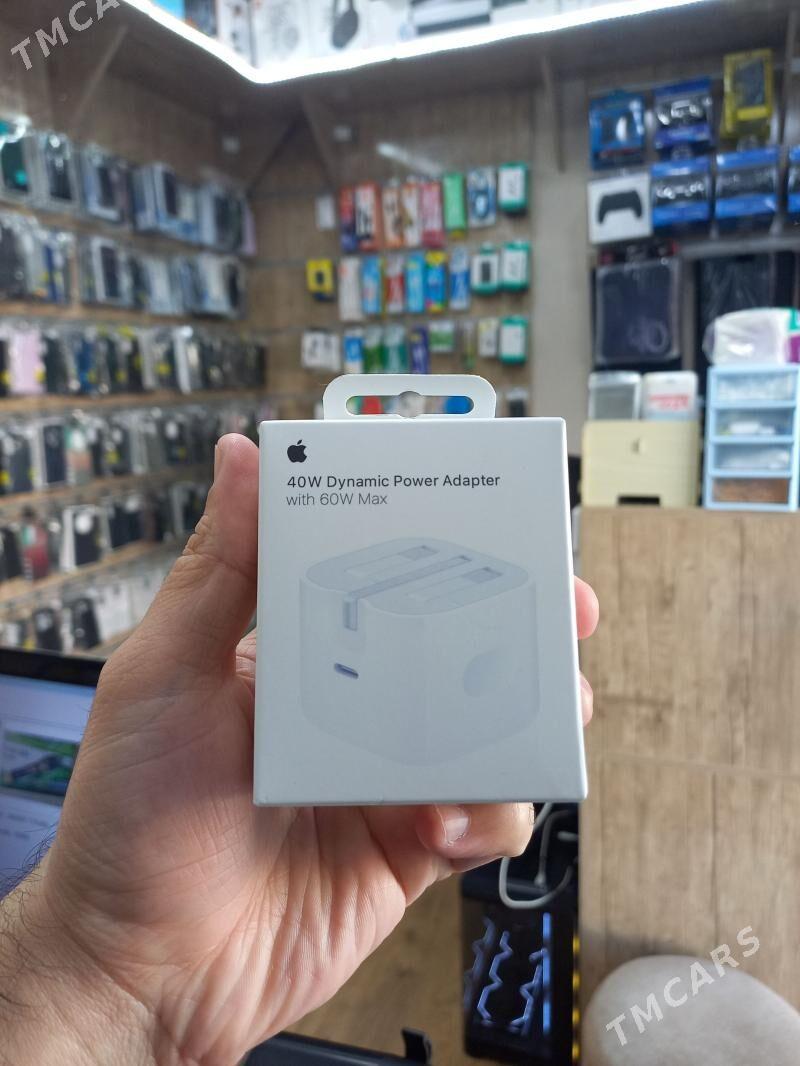 TMCARS
40W Dynamic Power Adapter
with 60W Max
TMCARS